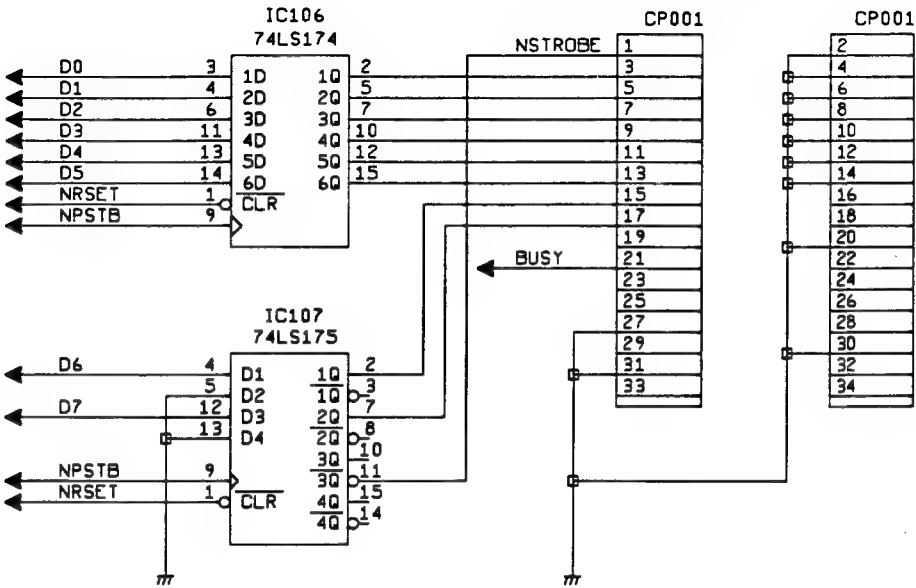 IC106
74LS174
D0 3 1D 1Q 2
D1 4 2D 2Q 5
D2 6 3D 3Q 7
D3 11 4D 4Q 10
D4 13 5D 5Q 12
D5 14 6D 6Q 15
NRSET 1 CLR
NPSTB 9
IC107
74LS175
D6 4 D1 1Q 2
5 D2 1Q 3
D7 12 D3 2Q 7
13 D4 2Q 8
3Q 10
NPSTB 9 3Q 11
NRSET 1 CLR 4Q 15
4Q 14
NSTROBE
BUSY
CP001
1
3
5
7
9
11
13
15
17
19
21
23
25
27
29
31
33
CP001
2
4
6
8
10
12
14
16
18
20
22
24
26
28
30
32
34